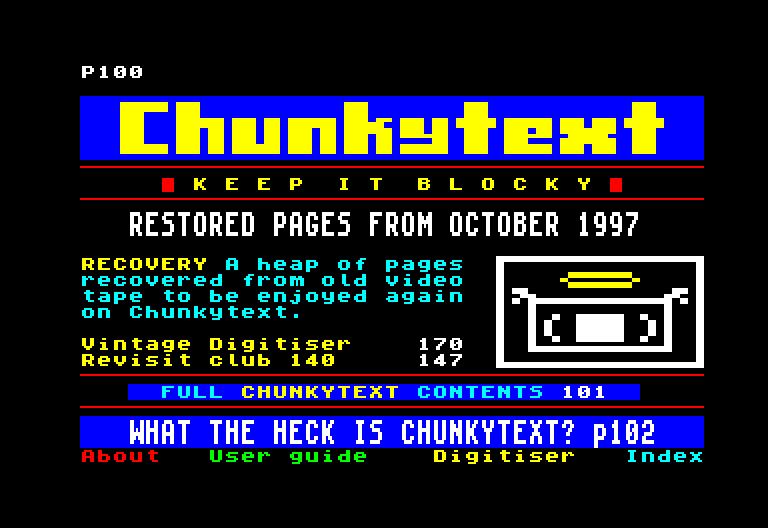 P100
Chunkytext
KEEP IT BLOCKY
RESTORED PAGES FROM OCTOBER 1997
RECOVERY A heap of pages
recovered from old video
tape to be enjoyed again
on Chunkytext.
Vintage Digitiser 170
Revisit club 140 147
FULL CHUNKYTEXT CONTENTS 101
WHAT THE HECK IS CHUNKYTEXT? p102
About User guide Digitiser Index